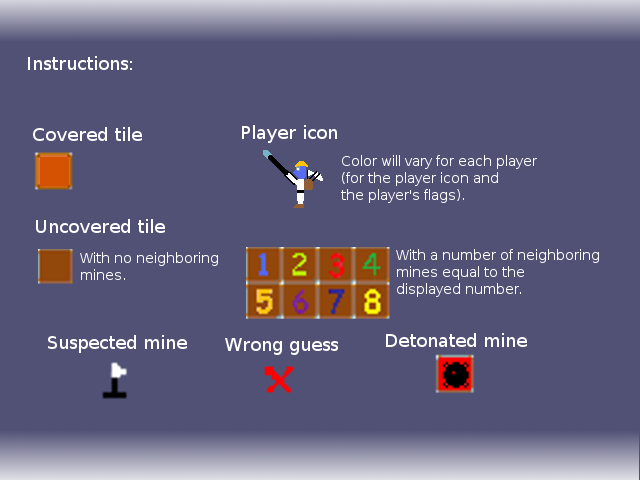 Instructions:
Covered tile
Player icon
Color will vary for each player
(for the player icon and
the player's flags).
Uncovered tile
With no neighboring
mines.
1 2 3 4
5 6 7 8
With a number of neighboring
mines equal to the
displayed number.
Suspected mine
Wrong guess
Detonated mine